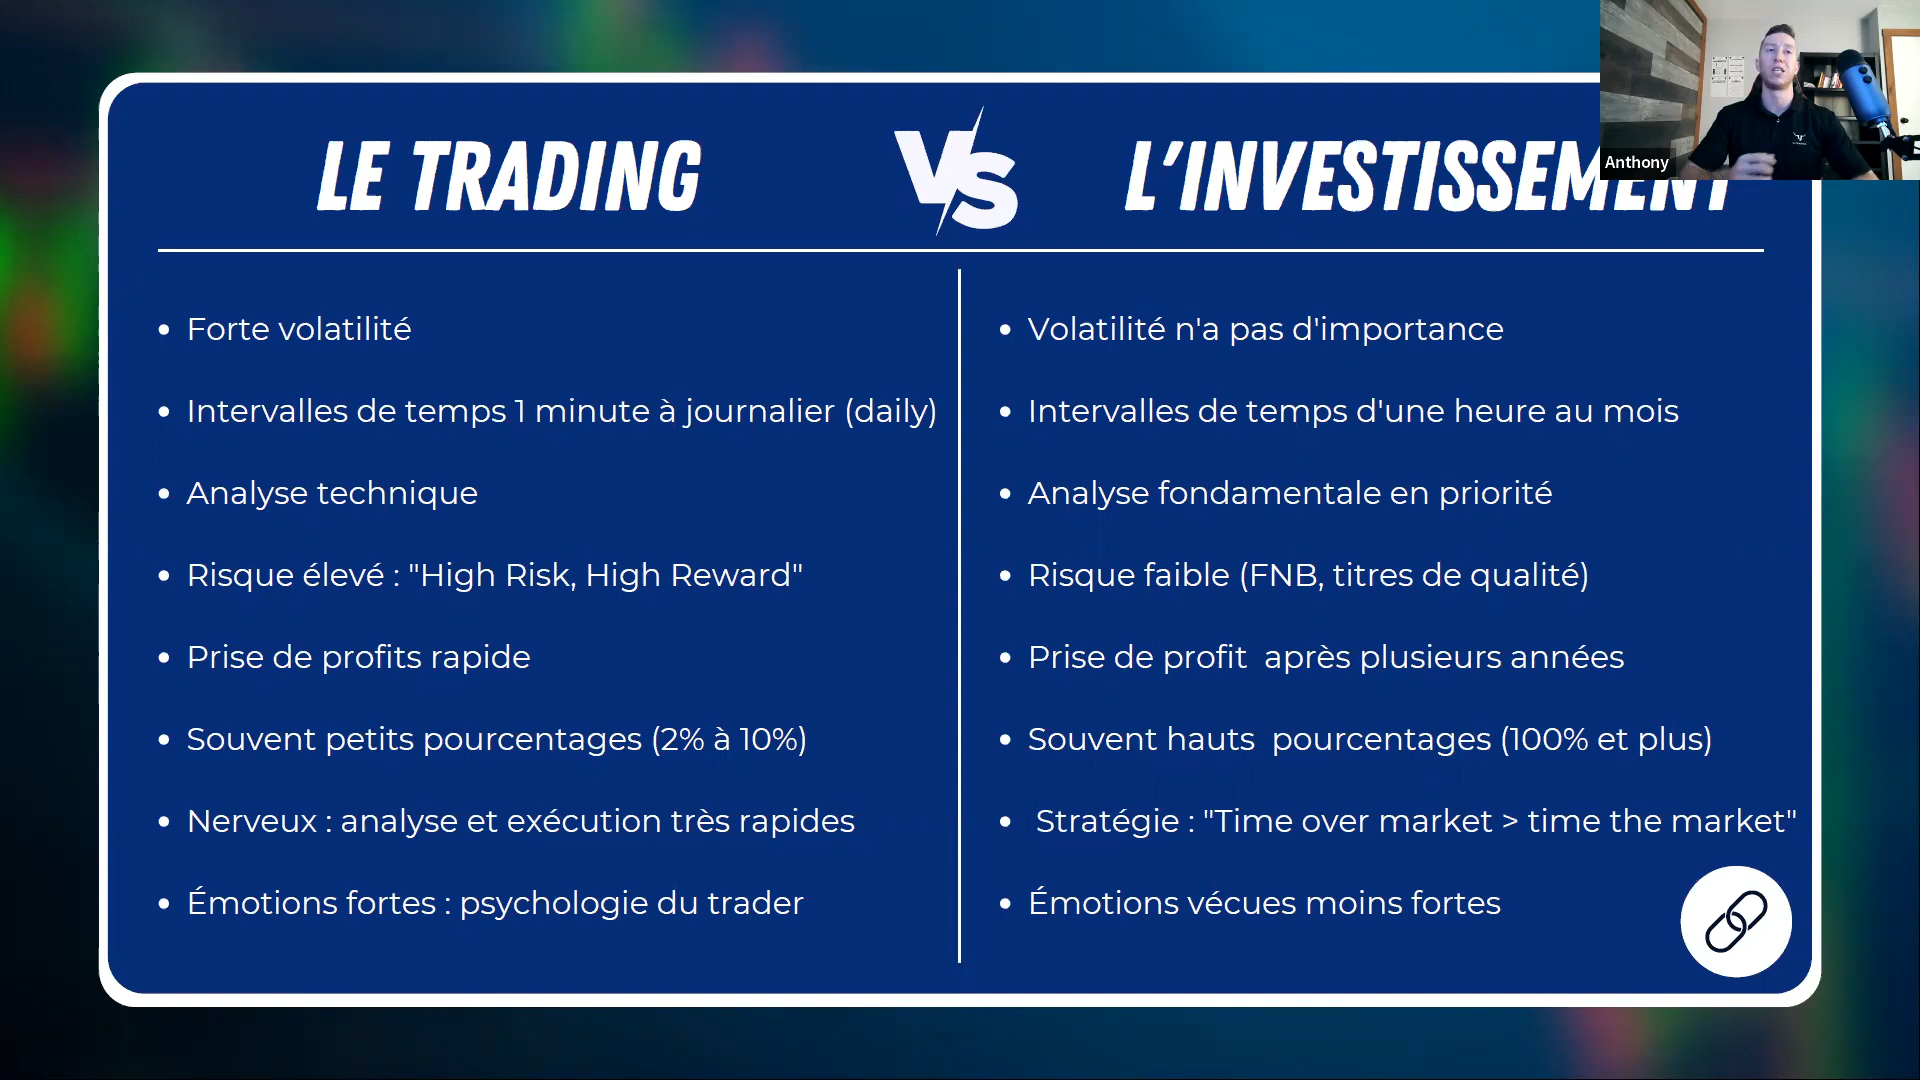 LE TRADING
VS
L'INVESTISSEMENT
Anthony
• Forte volatilité
• Intervalles de temps 1 minute à journalier (daily)
• Analyse technique
• Risque élevé : "High Risk, High Reward"
• Prise de profits rapide
• Souvent petits pourcentages (2% à 10%)
• Nerveux : analyse et exécution très rapides
• Émotions fortes : psychologie du trader
• Volatilité n'a pas d'importance
• Intervalles de temps d'une heure au mois
• Analyse fondamentale en priorité
• Risque faible (FNB, titres de qualité)
• Prise de profit  après plusieurs années
• Souvent hauts  pourcentages (100% et plus)
•  Stratégie : "Time over market > time the market"
• Émotions vécues moins fortes